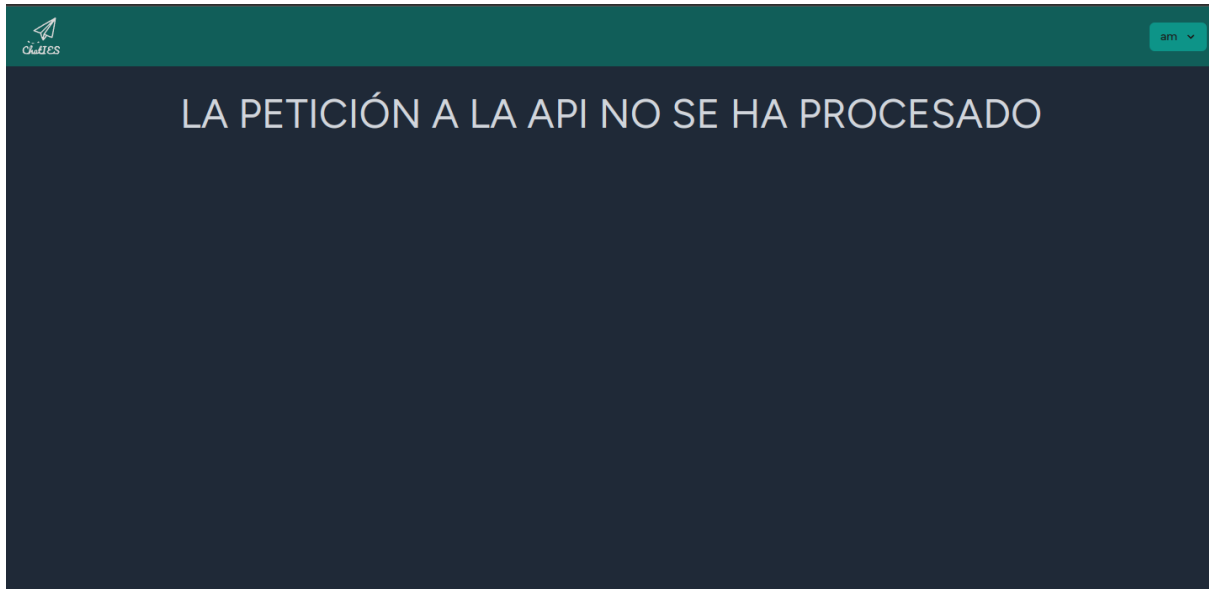 ChatIES
am
LA PETICIÓN A LA API NO SE HA PROCESADO